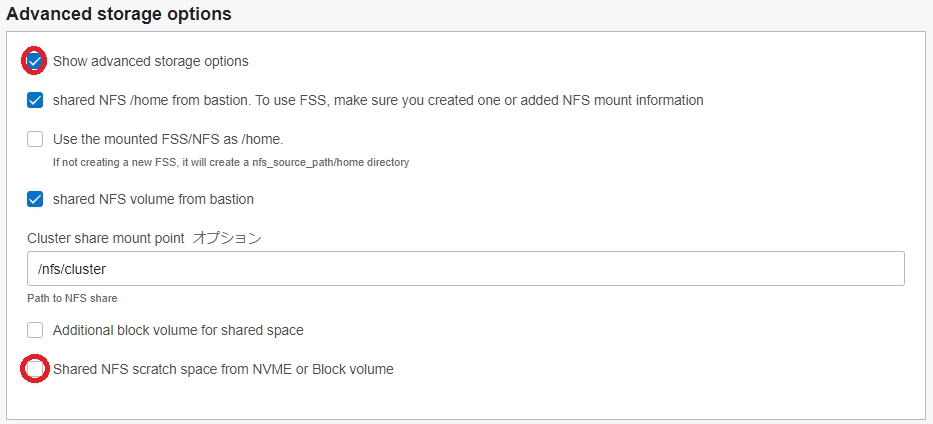 Advanced storage options
Show advanced storage options
shared NFS /home from bastion. To use FSS, make sure you created one or added NFS mount information
Use the mounted FSS/NFS as /home.
If not creating a new FSS, it will create a nfs_source_path/home directory
shared NFS volume from bastion
Cluster share mount point オプション
/nfs/cluster
Path to NFS share
Additional block volume for shared space
Shared NFS scratch space from NVME or Block volume